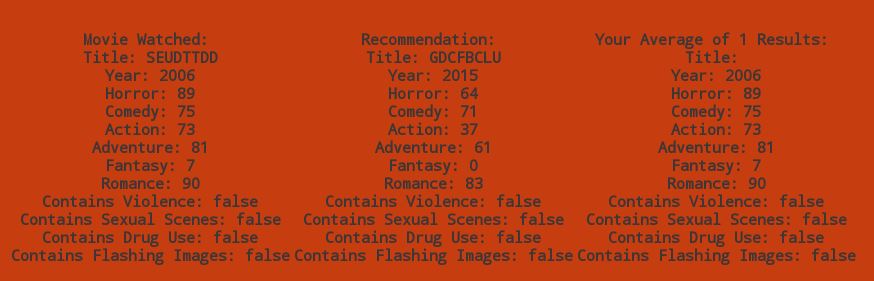 Movie Watched:
Title: SEUDTTDD
Year: 2006
Horror: 89
Comedy: 75
Action: 73
Adventure: 81
Fantasy: 7
Romance: 90
Contains Violence: false
Contains Sexual Scenes: false
Contains Drug Use: false
Contains Flashing Images: false
Recommendation:
Title: GDCFBCLU
Year: 2015
Horror: 64
Comedy: 71
Action: 37
Adventure: 61
Fantasy: 0
Romance: 83
Contains Violence: false
Contains Sexual Scenes: false
Contains Drug Use: false
Contains Flashing Images: false
Your Average of 1 Results:
Title:
Year: 2006
Horror: 89
Comedy: 75
Action: 73
Adventure: 81
Fantasy: 7
Romance: 90
Contains Violence: false
Contains Sexual Scenes: false
Contains Drug Use: false
Contains Flashing Images: false